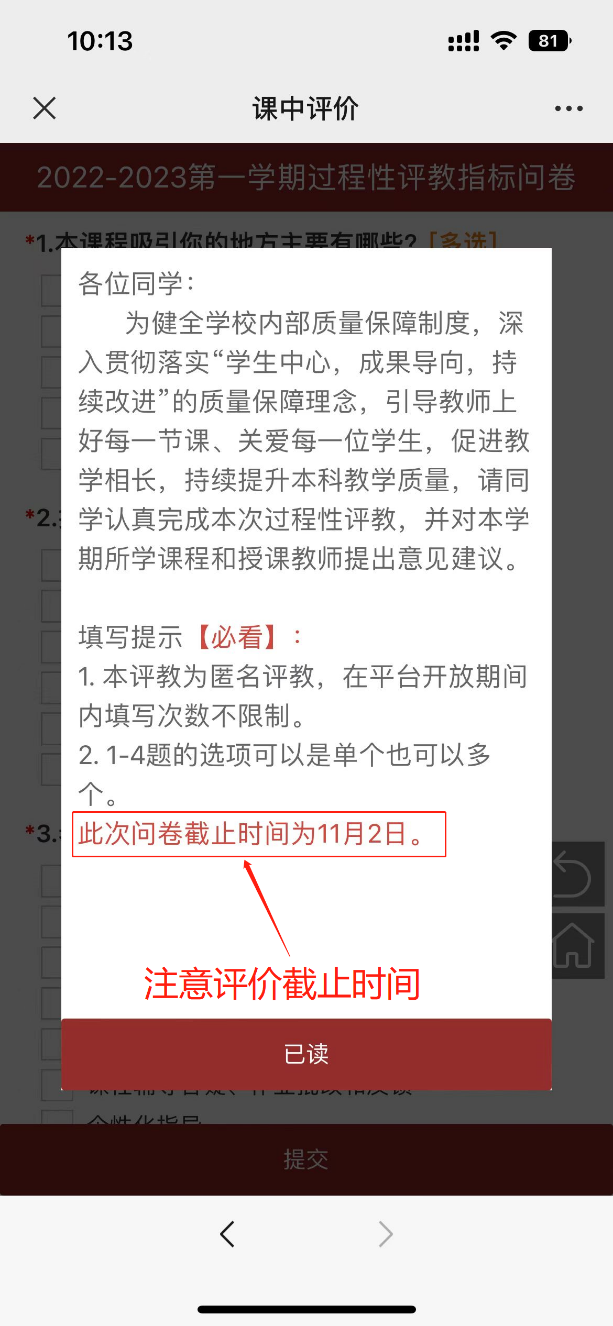 10:13
81
课中评价
2022-2023第一学期过程性评教指标问卷
*1.本课程吸引你的地方主要有哪些?［多选］
各位同学：
为健全学校内部质量保障制度，深
入贯彻落实“学生中心，成果导向，持
续改进”的质量保障理念，引导教师上
好每一节课、关爱每一位学生，促进教
学相长，持续提升本科教学质量，请同
学认真完成本次过程性评教，并对本学
期所学课程和授课教师提出意见建议。
*2.
填写提示【必看】：
1. 本评教为匿名评教，在平台开放期间
内填写次数不限制。
2. 1-4题的选项可以是单个也可以多
个。
*3.
此次问卷截止时间为11月2日。
注意评价截止时间
已读
个性化指导
提交